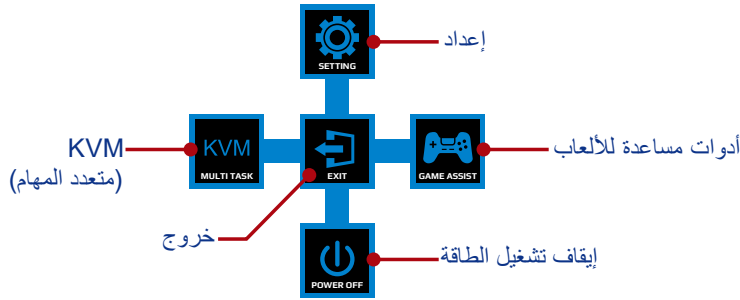 SETTING
إعداد
KVM
MULTI TASK
KVM
(متعدد المهام)
EXIT
خروج
GAME ASSIST
أدوات مساعدة للألعاب
POWER OFF
إيقاف تشغيل الطاقة